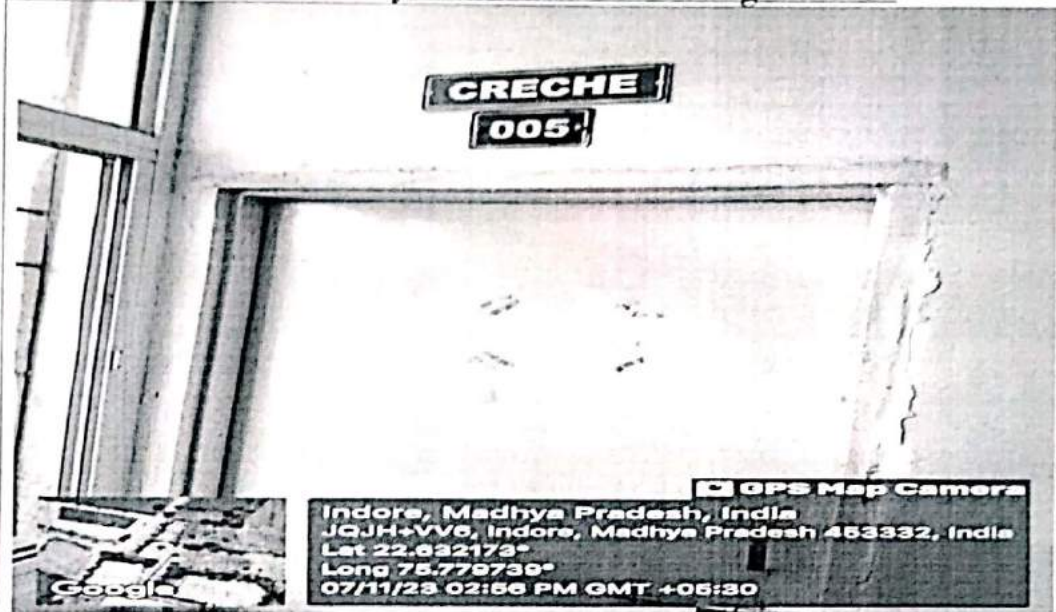 CRECHE
005
GPS Map Camera
Indore, Madhya Pradesh, India
JQJH+VV6, Indore, Madhya Pradesh 453332, India
Lat 22.632173°
Long 75.779739°
07/11/23 02:56 PM GMT +05:30
Google